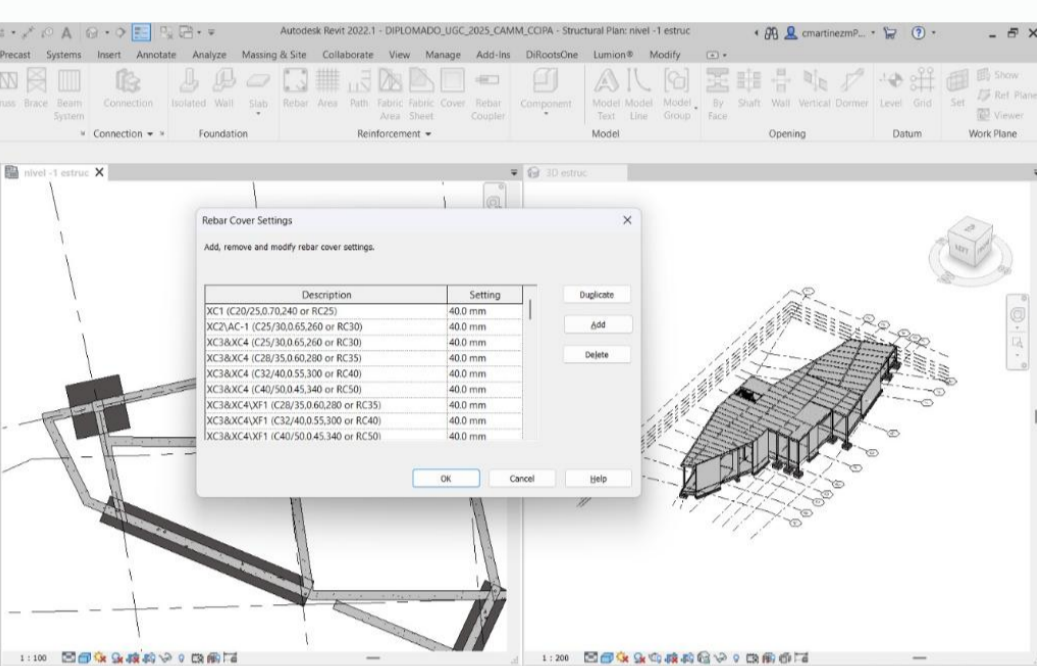 Autodesk Revit 2022.1 - DIPLOMADO_UGC_2025_CAMM_CCIPA - Structural Plan: nivel -1 estruc
cmartinezmP...
Precast Systems Insert Annotate Analyze Massing & Site Collaborate View Manage Add-Ins DiRootsOne Lumion® Modify
Brace Beam System Connection Isolated Wall Slab Rebar Area Path Fabric Area Fabric Sheet Cover Rebar Coupler Component Model Text Model Line Model Group By Face Shaft Wall Vertical Dormer Level Grid Set Show
Ref Plane
Viewer
Connection Foundation Reinforcement Model Opening Datum Work Plane
nivel -1 estruc
3D estruc
Rebar Cover Settings
Add, remove and modify rebar cover settings.
Description Setting
XC1 (C20/25,0.70,240 or RC25) 40.0 mm
XC2\AC-1 (C25/30,0.65,260 or RC30) 40.0 mm
XC3&XC4 (C25/30,0.65,260 or RC30) 40.0 mm
XC3&XC4 (C28/35,0.60,280 or RC35) 40.0 mm
XC3&XC4 (C32/40,0.55,300 or RC40) 40.0 mm
XC3&XC4 (C40/50,0.45,340 or RC50) 40.0 mm
XC3&XC4\XF1 (C28/35,0.60,280 or RC35) 40.0 mm
XC3&XC4\XF1 (C32/40,0.55,300 or RC40) 40.0 mm
XC3&XC4\XF1 (C40/50,0.45,340 or RC50) 40.0 mm
Duplicate
Add
Delete
OK Cancel Help
LEFT
1 : 100
1 : 200